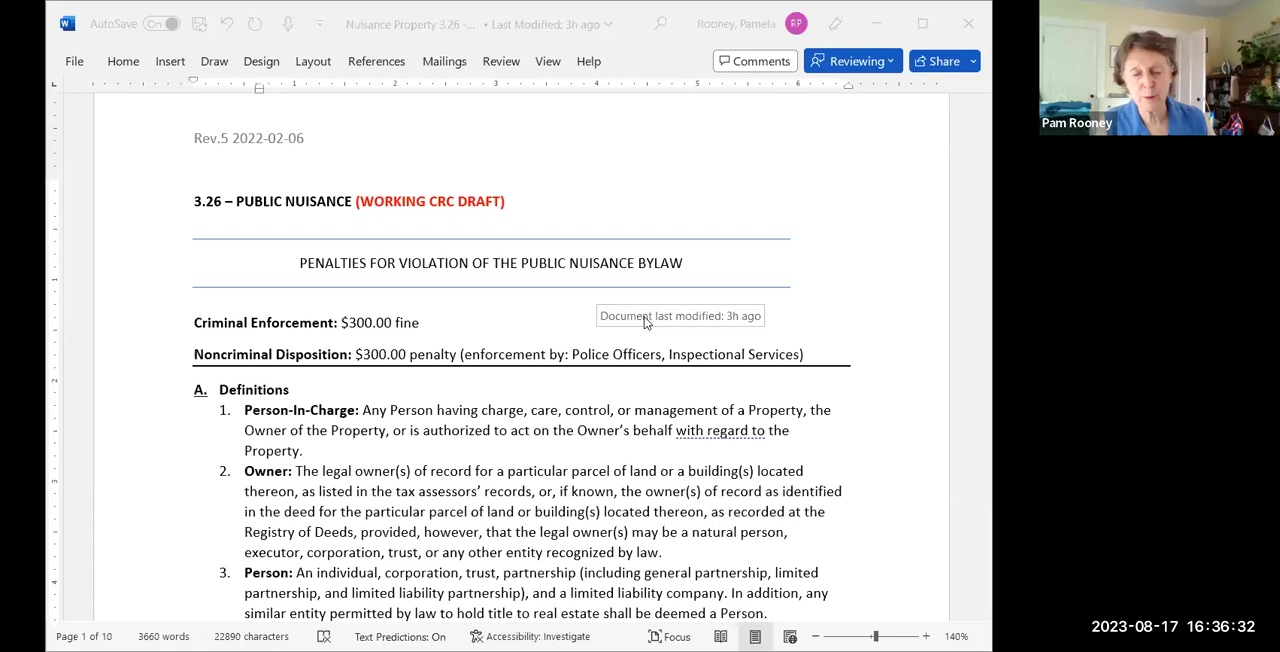 AutoSave On Nuisance Property 3.26 -... • Last Modified: 3h ago Rooney, Pamela RP
File Home Insert Draw Design Layout References Mailings Review View Help Comments Reviewing Share
1 2 3 4 5 6
Pam Rooney
Rev.5 2022-02-06
3.26 – PUBLIC NUISANCE (WORKING CRC DRAFT)
PENALTIES FOR VIOLATION OF THE PUBLIC NUISANCE BYLAW
Document last modified: 3h ago
Criminal Enforcement: $300.00 fine
Noncriminal Disposition: $300.00 penalty (enforcement by: Police Officers, Inspectional Services)
A. Definitions
1. Person-In-Charge: Any Person having charge, care, control, or management of a Property, the
Owner of the Property, or is authorized to act on the Owner's behalf with regard to the
Property.
2. Owner: The legal owner(s) of record for a particular parcel of land or a building(s) located
thereon, as listed in the tax assessors' records, or, if known, the owner(s) of record as identified
in the deed for the particular parcel of land or building(s) located thereon, as recorded at the
Registry of Deeds, provided, however, that the legal owner(s) may be a natural person,
executor, corporation, trust, or any other entity recognized by law.
3. Person: An individual, corporation, trust, partnership (including general partnership, limited
partnership, and limited liability partnership), and a limited liability company. In addition, any
similar entity permitted by law to hold title to real estate shall be deemed a Person.
Page 1 of 10 3660 words 22890 characters Text Predictions: On Accessibility: Investigate Focus 140%
2023-08-17 16:36:32